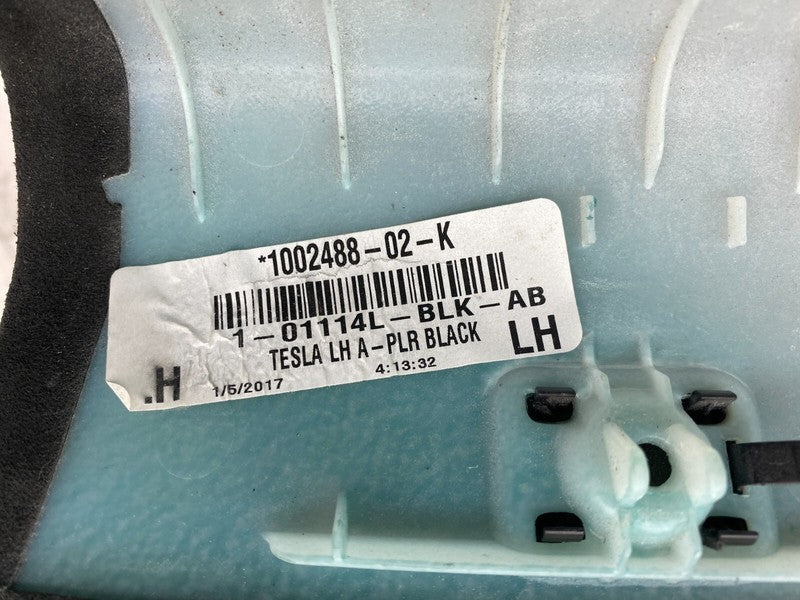 *1002488-02-K
1-01114L-BLK-AB
TESLA LH A-PLR BLACK
LH
.H
1/5/2017
4:13:32